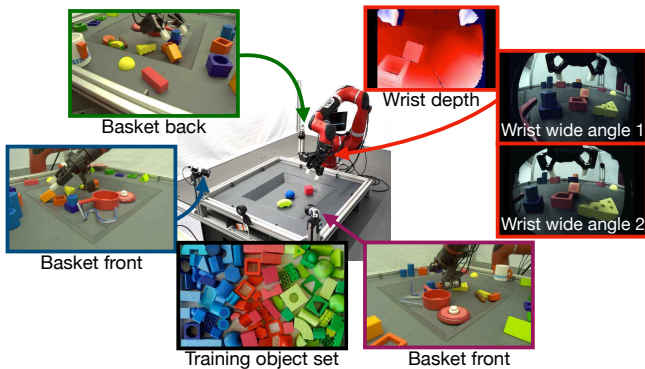 Basket back
Wrist depth
Wrist wide angle 1
Wrist wide angle 2
Basket front
Training object set
Basket front